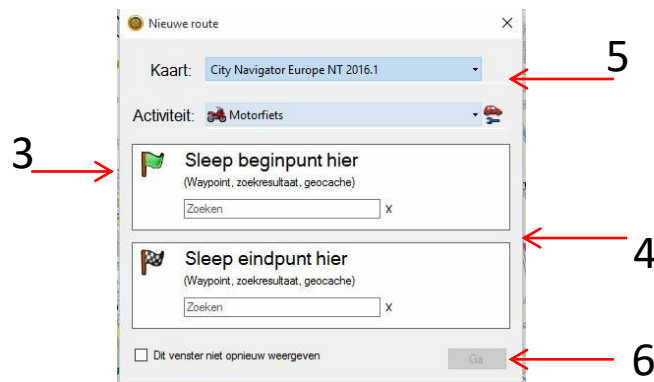 Nieuwe route
Kaart: City Navigator Europe NT 2016.1
5
Activiteit: Motorfiets
3
Sleep beginpunt hier
(Waypoint, zoekresultaat, geocache)
Zoeken X
4
Sleep eindpunt hier
(Waypoint, zoekresultaat, geocache)
Zoeken X
Dit venster niet opnieuw weergeven
Ga
6